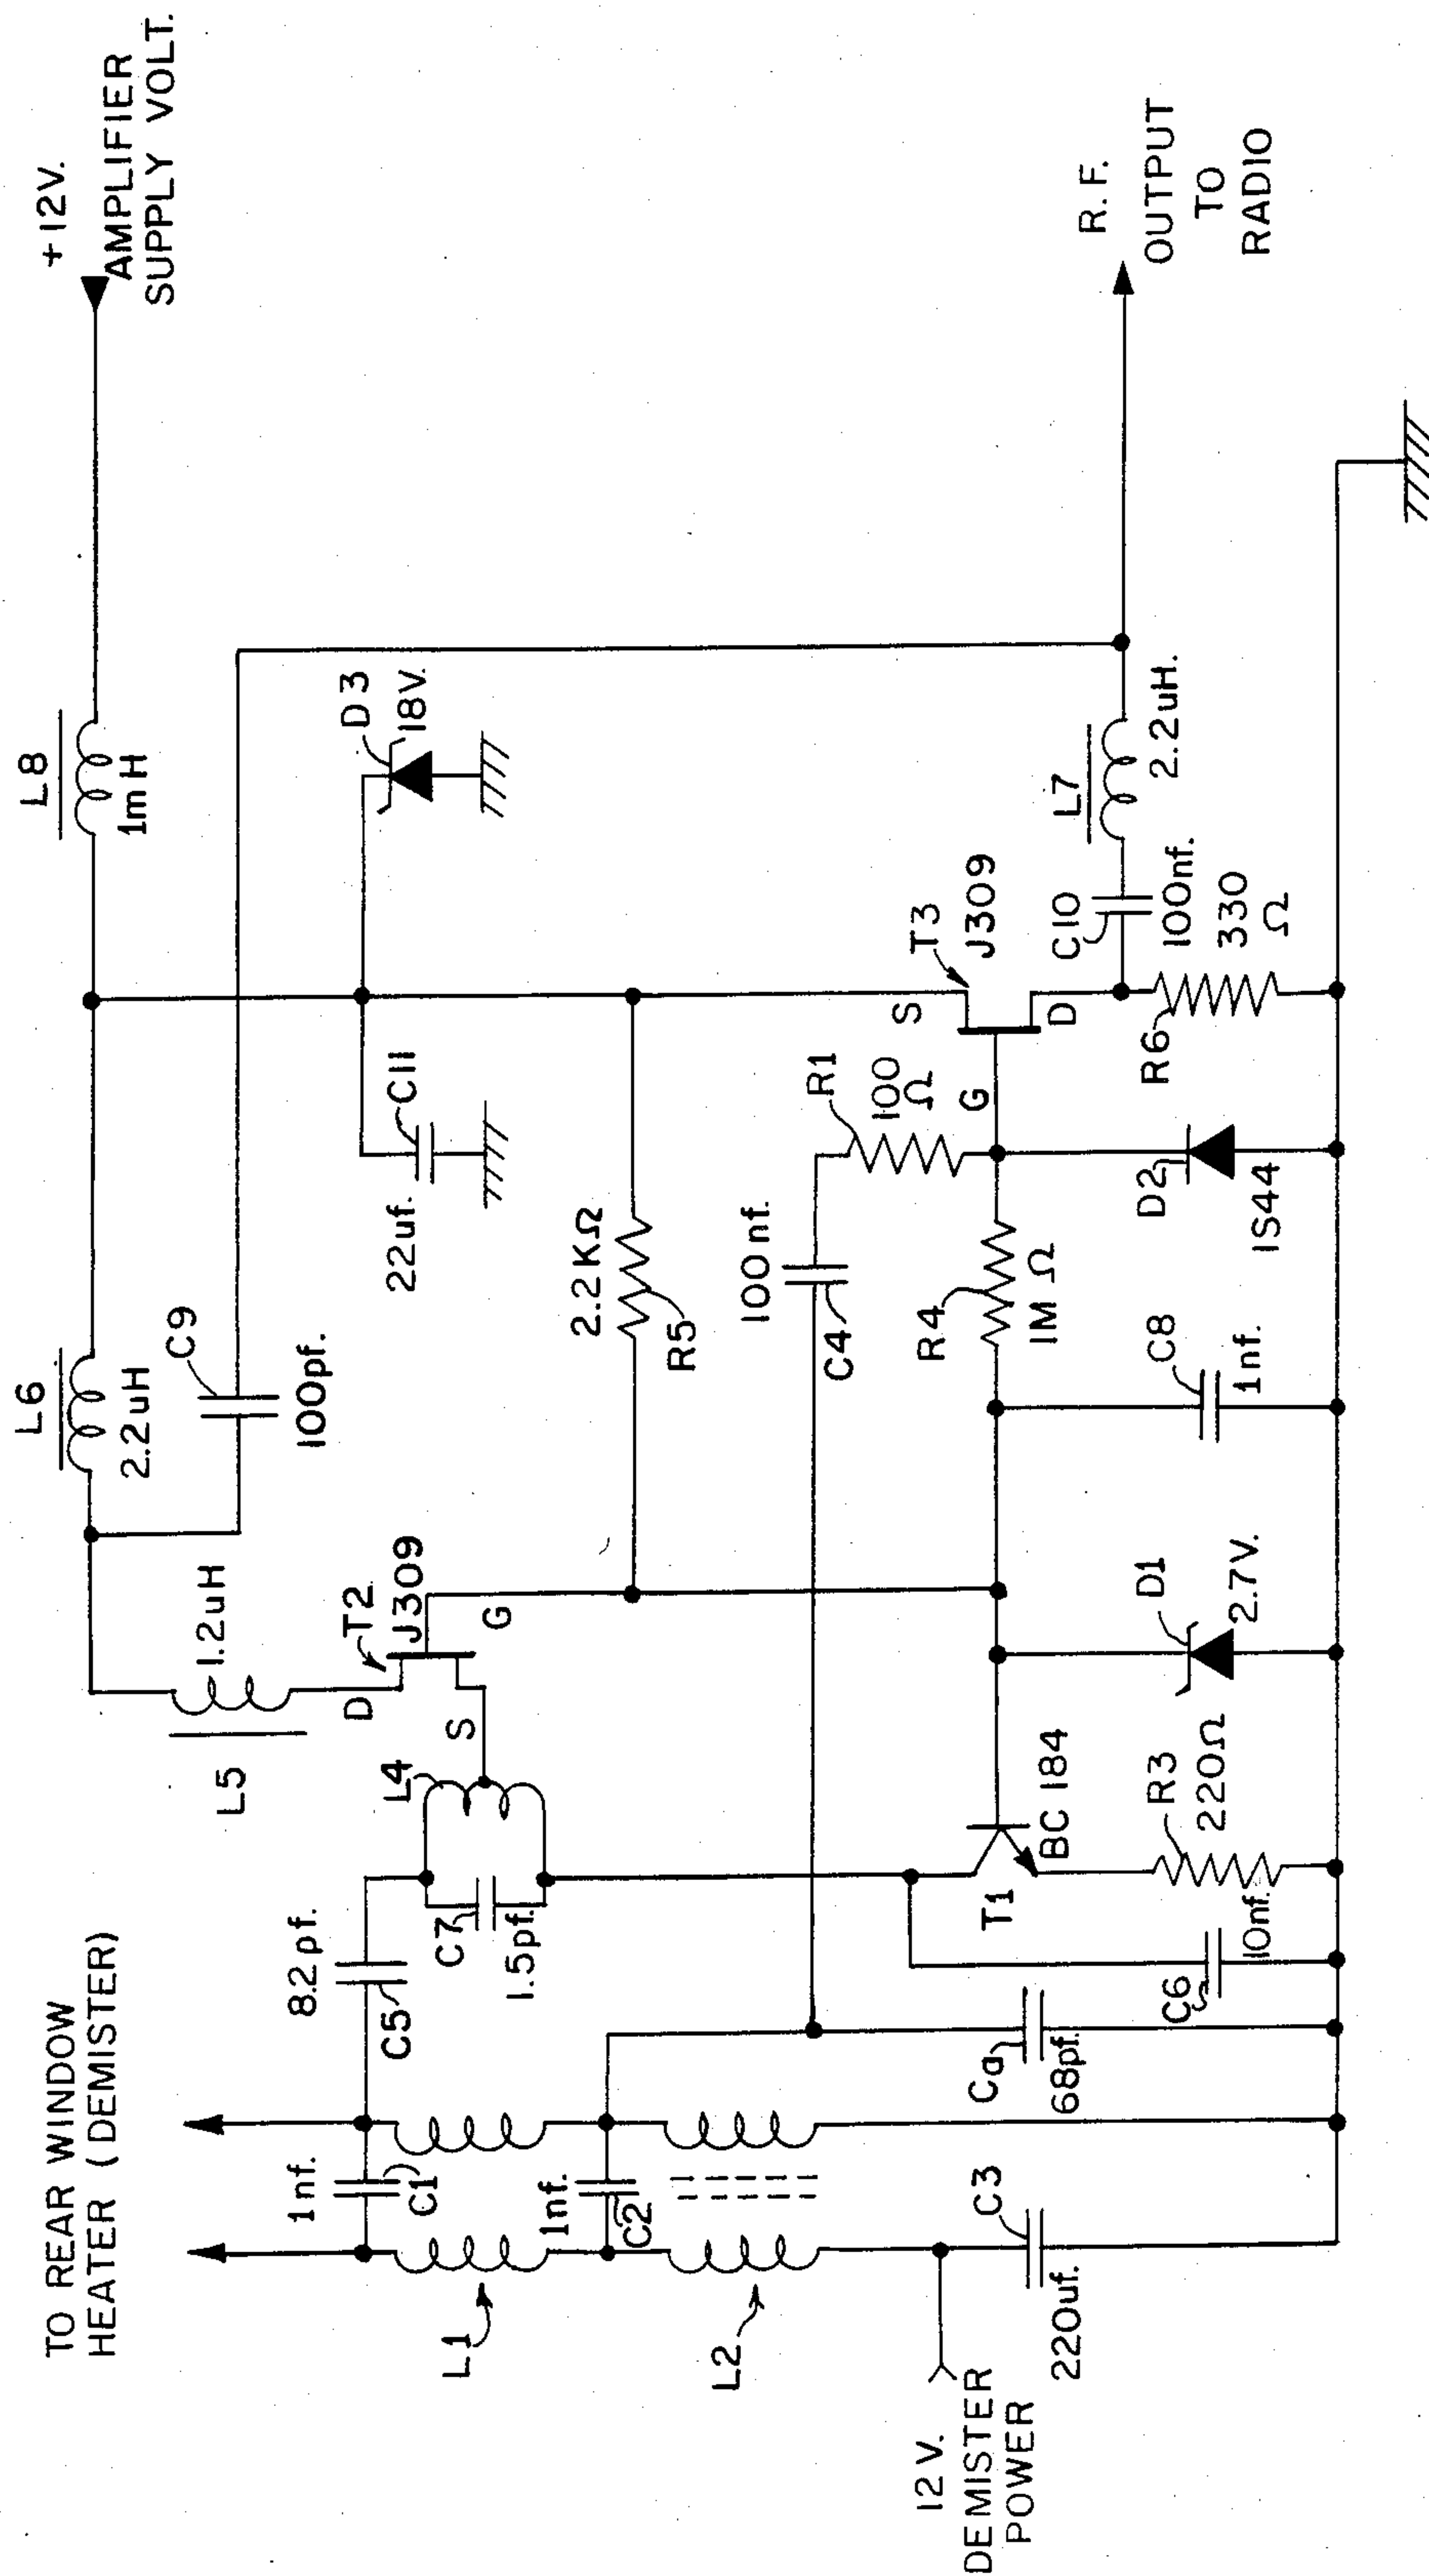 TO REAR WINDOW
HEATER (DEMISTER)
+12V.
AMPLIFIER
SUPPLY VOLT.
L8
1mH
L6
2.2uH
C9
100pf.
D3
18V.
L5
1.2uH
T2
J309
D
G
S
C11
22uf.
2.2KΩ
R5
8.2pf.
C5
L4
C7
1.5pf.
1nf.
C1
1nf.
C2
L1
L2
100nf.
C4
R1
100
Ω
T3
J309
S
G
D
R4
1MΩ
C10
100nf.
L7
2.2uH.
R.F.
OUTPUT
TO
RADIO
12V.
DEMISTER
POWER
C3
220uf.
Ca
68pf.
C6
10nf.
T1
BC 184
R3
220Ω
D1
2.7V.
C8
1nf.
D2
IS44
R6
330
Ω